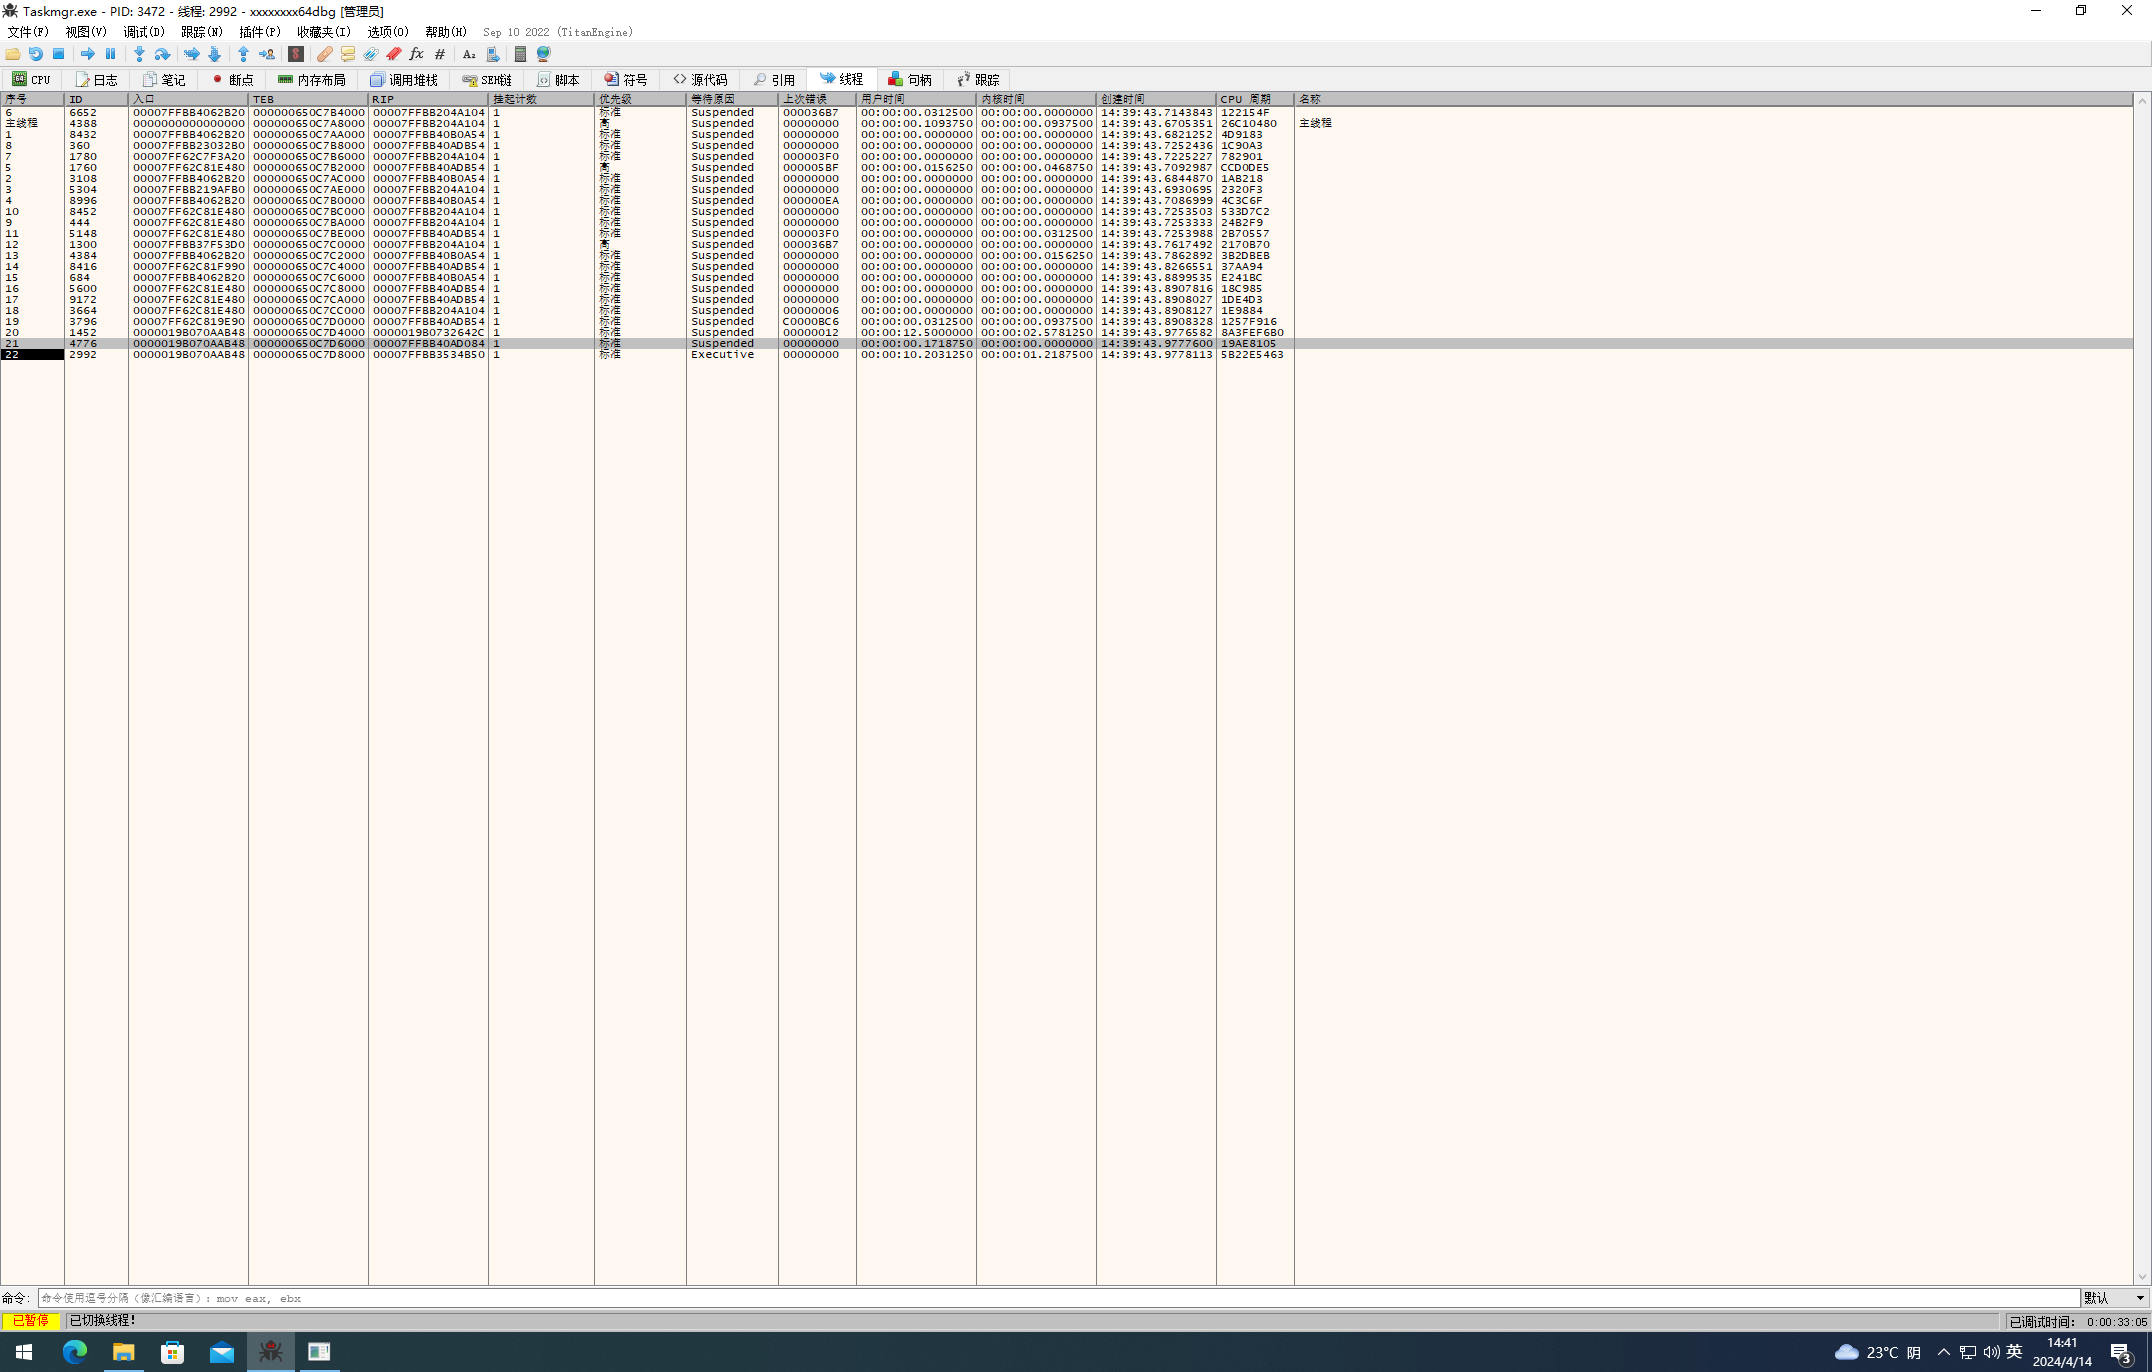 Taskmgr.exe - PID: 3472 - 线程: 2992 - xxxxxxxx64dbg [管理员]
文件(F) 视图(V) 调试(D) 跟踪(N) 插件(P) 收藏夹(I) 选项(O) 帮助(H) Sep 10 2022 (TitanEngine)
CPU 日志 笔记 断点 内存布局 调用堆栈 SEH链 脚本 符号 源代码 引用 线程 句柄 跟踪
序号 ID 入口 TEB RIP 挂起计数 优先级 等待原因 上次错误 用户时间 内核时间 创建时间 CPU 周期 名称
6 6652 00007FFBB4062B20 000000650C7B4000 00007FFBB204A104 1 标准 Suspended 000036B7 00:00:00.0312500 00:00:00.0000000 14:39:43.7143843 122154F
主线程 4388 0000000000000000 000000650C7A8000 00007FFBB204A104 1 高 Suspended 00000000 00:00:00.1093750 00:00:00.0937500 14:39:43.6705351 26C10480 主线程
1 8432 00007FFBB4062B20 000000650C7AA000 00007FFBB40B0A54 1 标准 Suspended 00000000 00:00:00.0000000 00:00:00.0000000 14:39:43.6821252 4D9183
8 360 00007FFBB23032B0 000000650C7B8000 00007FFBB40ADB54 1 标准 Suspended 00000000 00:00:00.0000000 00:00:00.0000000 14:39:43.7252436 1C90A3
7 1780 00007FF62C7F3A20 000000650C7B6000 00007FFBB204A104 1 标准 Suspended 000003F0 00:00:00.0000000 00:00:00.0000000 14:39:43.7225227 782901
5 1760 00007FF62C81E480 000000650C7B2000 00007FFBB40ADB54 1 高 Suspended 000005BF 00:00:00.0156250 00:00:00.0468750 14:39:43.7092987 CCD0DE5
2 3108 00007FFBB4062B20 000000650C7AC000 00007FFBB40B0A54 1 标准 Suspended 00000000 00:00:00.0000000 00:00:00.0000000 14:39:43.6844870 1AB218
3 5304 00007FFBB219AFB0 000000650C7AE000 00007FFBB204A104 1 标准 Suspended 00000000 00:00:00.0000000 00:00:00.0000000 14:39:43.6930695 2320F3
4 8996 00007FFBB4062B20 000000650C7B0000 00007FFBB40B0A54 1 标准 Suspended 000000EA 00:00:00.0000000 00:00:00.0000000 14:39:43.7086999 4C3C6F
10 8452 00007FF62C81E480 000000650C7BC000 00007FFBB204A104 1 标准 Suspended 00000000 00:00:00.0000000 00:00:00.0000000 14:39:43.7253503 533D7C2
9 444 00007FF62C81E480 000000650C7BA000 00007FFBB204A104 1 标准 Suspended 00000000 00:00:00.0000000 00:00:00.0000000 14:39:43.7253333 24B2F9
11 5148 00007FF62C81E480 000000650C7BE000 00007FFBB40ADB54 1 标准 Suspended 000003F0 00:00:00.0000000 00:00:00.0312500 14:39:43.7253988 2B70557
12 1300 00007FFBB37F53D0 000000650C7C0000 00007FFBB204A104 1 高 Suspended 000036B7 00:00:00.0000000 00:00:00.0000000 14:39:43.7617492 2170B70
13 4384 00007FFBB4062B20 000000650C7C2000 00007FFBB40B0A54 1 标准 Suspended 00000000 00:00:00.0000000 00:00:00.0156250 14:39:43.7862892 3B2DBEB
14 8416 00007FF62C81F990 000000650C7C4000 00007FFBB40ADB54 1 标准 Suspended 00000000 00:00:00.0000000 00:00:00.0000000 14:39:43.8266551 37AA94
15 684 00007FFBB4062B20 000000650C7C6000 00007FFBB40B0A54 1 标准 Suspended 00000000 00:00:00.0000000 00:00:00.0000000 14:39:43.8899535 E241BC
16 5600 00007FF62C81E480 000000650C7C8000 00007FFBB40ADB54 1 标准 Suspended 00000000 00:00:00.0000000 00:00:00.0000000 14:39:43.8907816 18C985
17 9172 00007FF62C81E480 000000650C7CA000 00007FFBB40ADB54 1 标准 Suspended 00000000 00:00:00.0000000 00:00:00.0000000 14:39:43.8908027 1DE4D3
18 3664 00007FF62C81E480 000000650C7CC000 00007FFBB204A104 1 标准 Suspended 00000006 00:00:00.0000000 00:00:00.0000000 14:39:43.8908127 1E9884
19 3796 00007FF62C819E90 000000650C7D0000 00007FFBB40ADB54 1 标准 Suspended C0000BC6 00:00:00.0312500 00:00:00.0937500 14:39:43.8908328 1257F916
20 1452 0000019B070AAB48 000000650C7D4000 0000019B0732642C 1 标准 Suspended 00000012 00:00:12.5000000 00:00:02.5781250 14:39:43.9776582 8A3FEF6B0
21 4776 0000019B070AAB48 000000650C7D6000 00007FFBB40AD084 1 标准 Suspended 00000000 00:00:00.1718750 00:00:00.0000000 14:39:43.9777600 19AE8105
22 2992 0000019B070AAB48 000000650C7D8000 00007FFBB3534B50 1 标准 Executive 00000000 00:00:10.2031250 00:00:01.2187500 14:39:43.9778113 5B22E5463
命令: 命令使用逗号分隔（像汇编语言）: mov eax, ebx 默认
已暂停 已切换线程! 已调试时间: 0:00:33:05
23°C 阴 英 14:41
2024/4/14 3